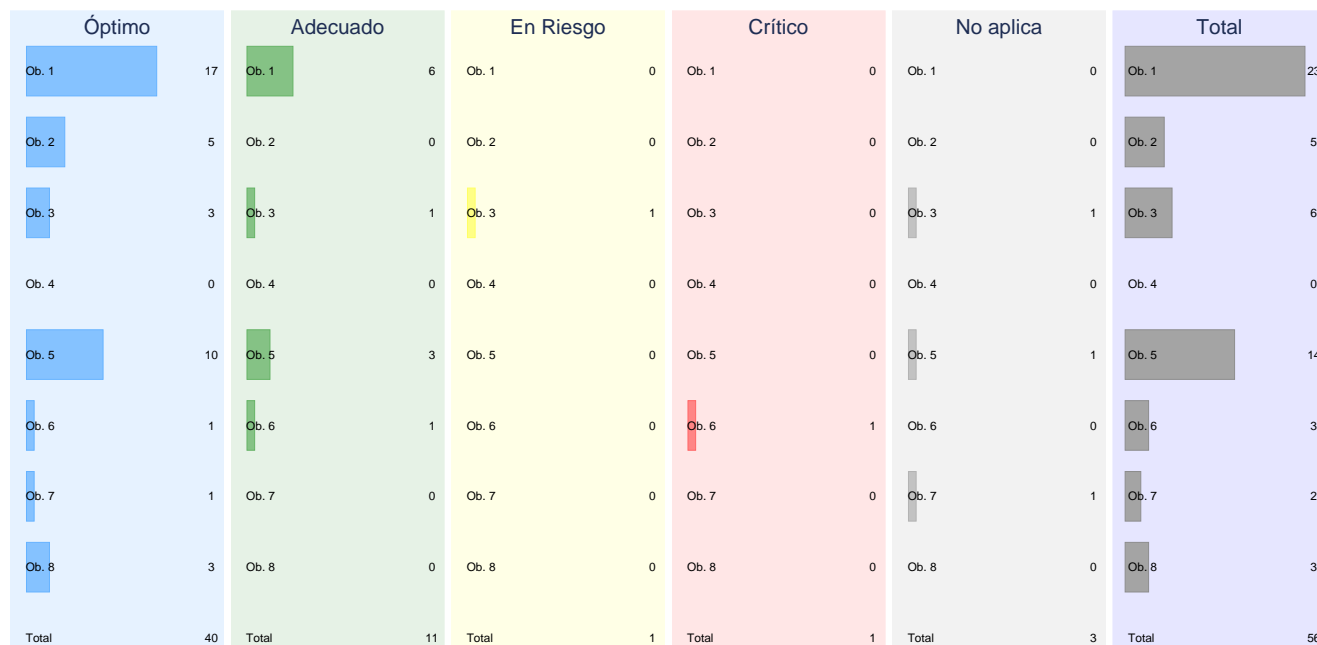 Óptimo Adecuado En Riesgo Crítico No aplica Total
Ob. 1 17 Ob. 1 6 Ob. 1 0 Ob. 1 0 Ob. 1 0 Ob. 1 23
Ob. 2 5 Ob. 2 0 Ob. 2 0 Ob. 2 0 Ob. 2 0 Ob. 2 5
Ob. 3 3 Ob. 3 1 Ob. 3 1 Ob. 3 0 Ob. 3 1 Ob. 3 6
Ob. 4 0 Ob. 4 0 Ob. 4 0 Ob. 4 0 Ob. 4 0 Ob. 4 0
Ob. 5 10 Ob. 5 3 Ob. 5 0 Ob. 5 0 Ob. 5 1 Ob. 5 14
Ob. 6 1 Ob. 6 1 Ob. 6 0 Ob. 6 1 Ob. 6 0 Ob. 6 3
Ob. 7 1 Ob. 7 0 Ob. 7 0 Ob. 7 0 Ob. 7 1 Ob. 7 2
Ob. 8 3 Ob. 8 0 Ob. 8 0 Ob. 8 0 Ob. 8 0 Ob. 8 3
Total 40 Total 11 Total 1 Total 1 Total 3 Total 56